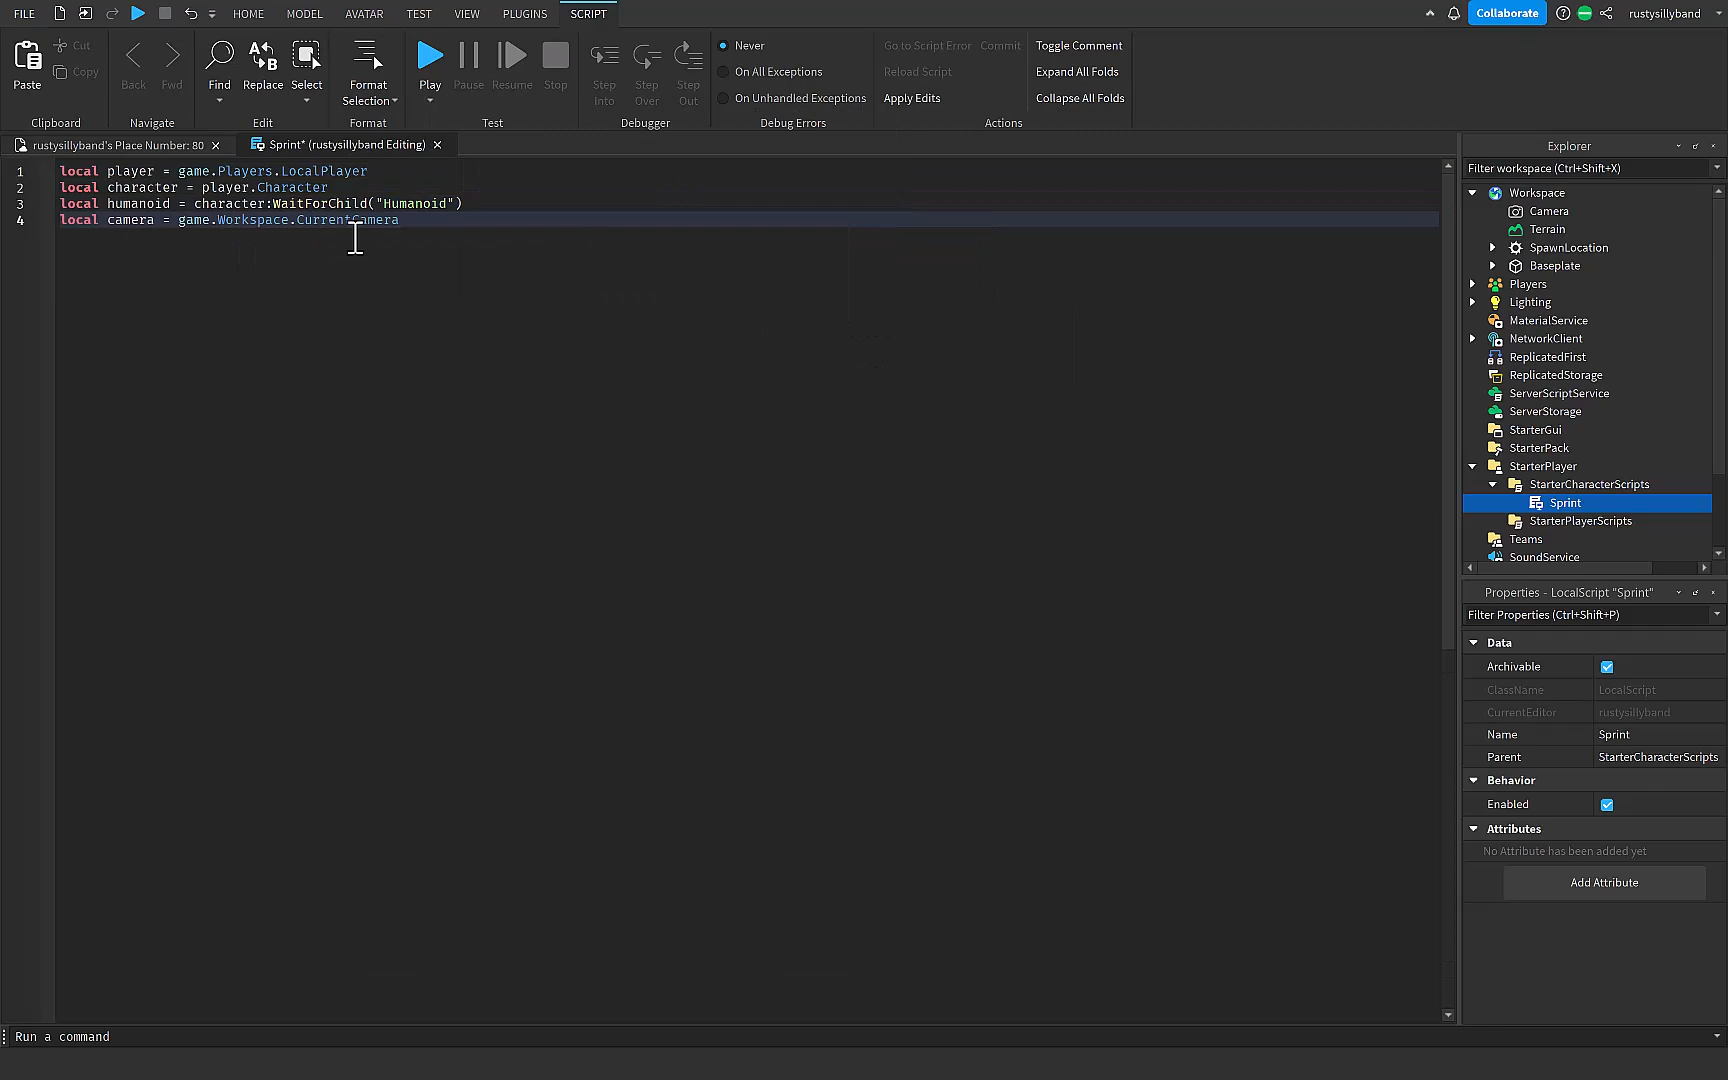 FILE HOME MODEL AVATAR TEST VIEW PLUGINS SCRIPT Collaborate rustysillyband
Paste Cut Copy
Back Fwd
Find Replace Select
Format Selection
Play Pause Resume Stop
Step Into Step Over Step Out
Never
On All Exceptions
On Unhandled Exceptions
Go to Script Error Commit
Reload Script
Apply Edits
Toggle Comment
Expand All Folds
Collapse All Folds
Clipboard Navigate Edit Format Test Debugger Debug Errors Actions
rustysillyband's Place Number: 80 Sprint* (rustysillyband Editing)
1 local player = game.Players.LocalPlayer
2 local character = player.Character
3 local humanoid = character:WaitForChild("Humanoid")
4 local camera = game.Workspace.CurrentCamera
Explorer
Filter workspace (Ctrl+Shift+X)
Workspace
Camera
Terrain
SpawnLocation
Baseplate
Players
Lighting
MaterialService
NetworkClient
ReplicatedFirst
ReplicatedStorage
ServerScriptService
ServerStorage
StarterGui
StarterPack
StarterPlayer
StarterCharacterScripts
Sprint
StarterPlayerScripts
Teams
SoundService
Properties - LocalScript "Sprint"
Filter Properties (Ctrl+Shift+P)
Data
Archivable
ClassName LocalScript
CurrentEditor rustysillyband
Name Sprint
Parent StarterCharacterScripts
Behavior
Enabled
Attributes
No Attribute has been added yet
Add Attribute
Run a command